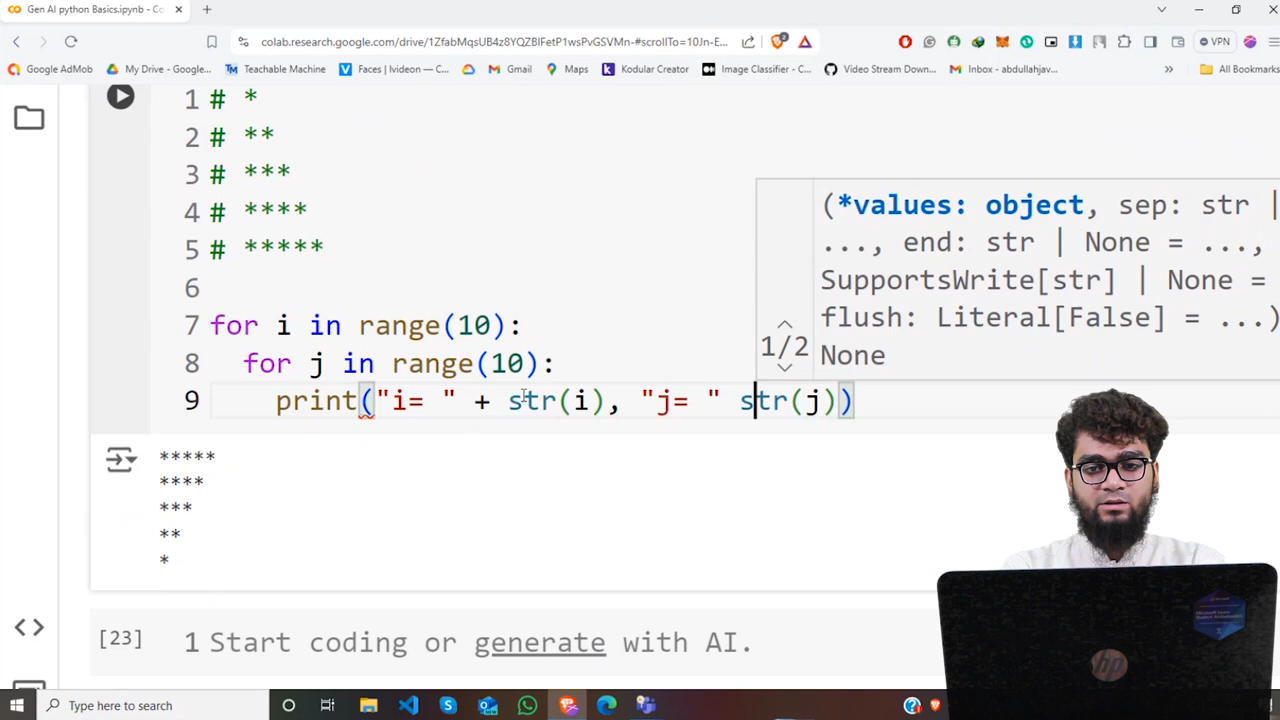 Gen AI python Basics.ipynb - Co
colab.research.google.com/drive/1ZfabMqsUB4z8YQZBlFetP1wsPvGSVMn-#scrollTo=10Jn-E...
VPN
Google AdMob
My Drive - Google...
Teachable Machine
Faces | Ivideon — C...
Gmail
Maps
Kodular Creator
Image Classifier - C...
Video Stream Down...
Inbox - abdullahjav...
»
All Bookmarks
1 # *
2 # **
3 # ***
4 # ****
5 # *****
6
7 for i in range(10):
8 for j in range(10):
9 print("i= " + str(i), "j= " str(j))
(*values: object, sep: str |
..., end: str | None = ...,
SupportsWrite[str] | None =
flush: Literal[False] = ...)
None
1/2
*****
****
***
**
*
[23]
1 Start coding or generate with AI.
hp
Type here to search